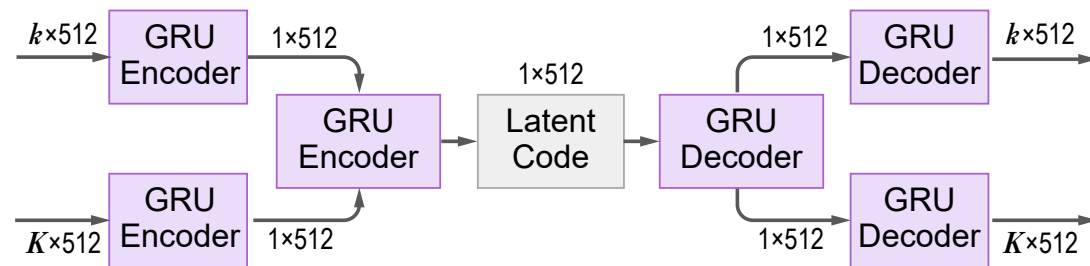 k×512
GRU
Encoder
1×512
GRU
Encoder
1×512
Latent
Code
GRU
Decoder
1×512
GRU
Decoder
k×512
K×512
GRU
Encoder
1×512
1×512
GRU
Decoder
K×512